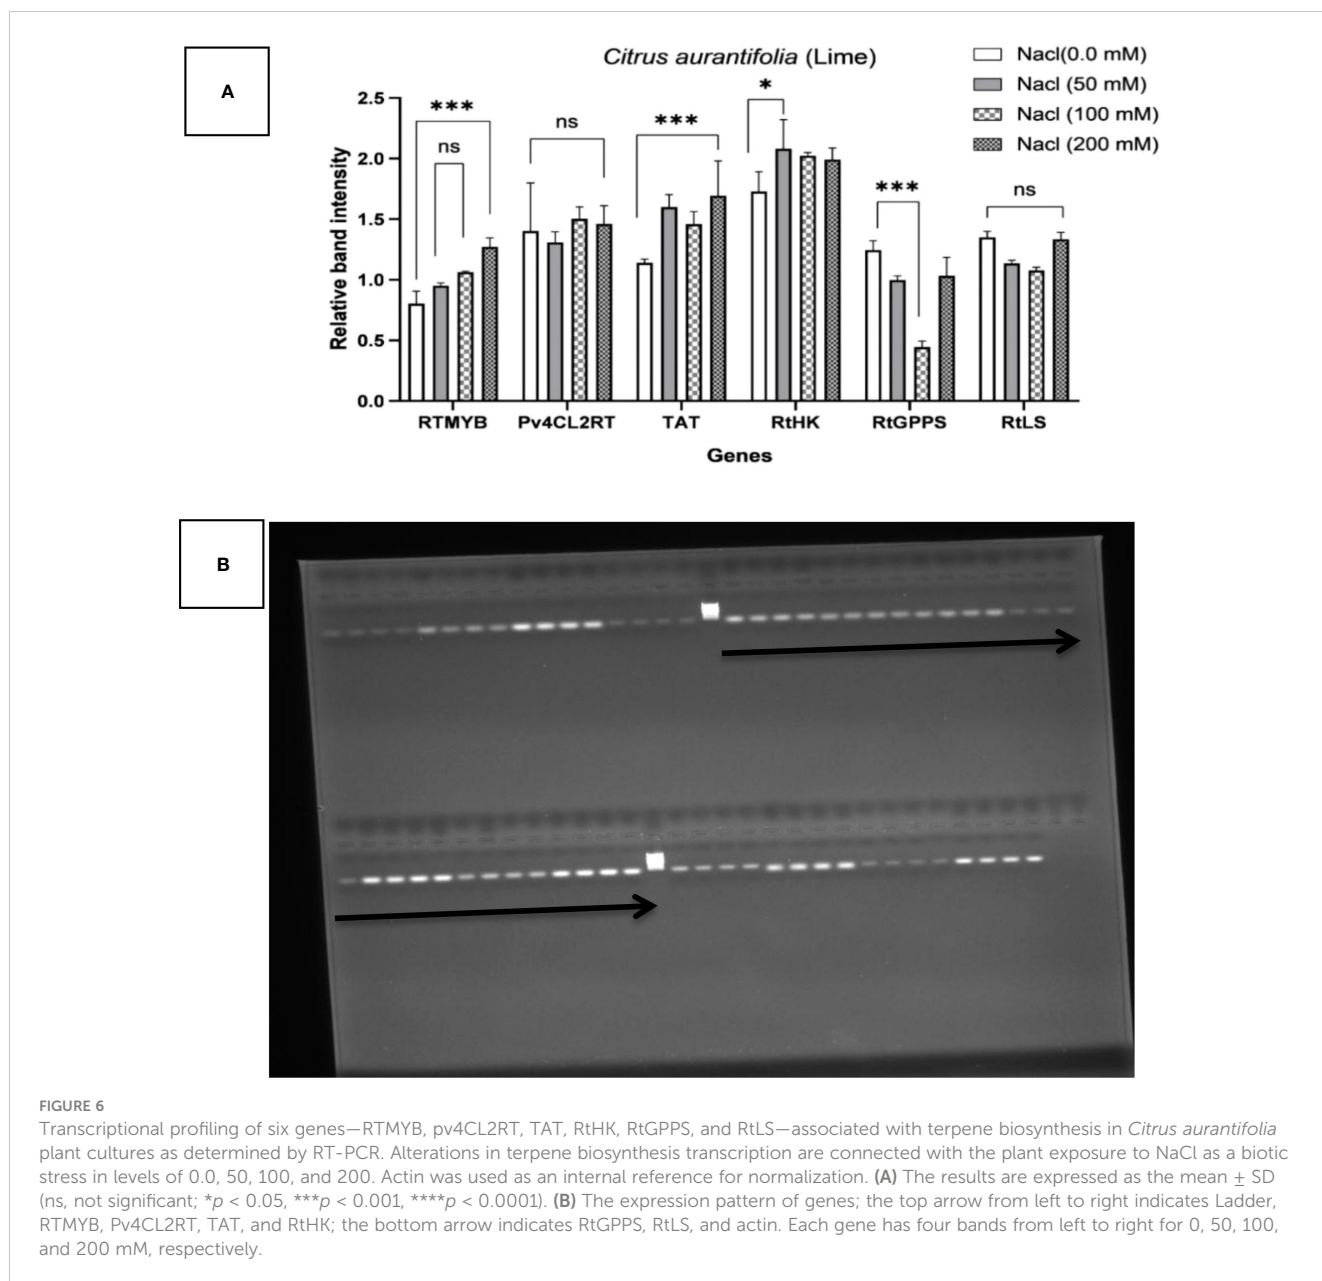 A
Citrus aurantifolia (Lime)
Nacl(0.0 mM)
Nacl (50 mM)
Nacl (100 mM)
Nacl (200 mM)
Relative band intensity
2.5
2.0
1.5
1.0
0.5
0.0
***
ns
ns
***
*
***
ns
RTMYB Pv4CL2RT TAT RtHK RtGPPS RtLS
Genes
B
FIGURE 6
Transcriptional profiling of six genes—RTMYB, pv4CL2RT, TAT, RtHK, RtGPPS, and RtLS—associated with terpene biosynthesis in Citrus aurantifolia
plant cultures as determined by RT-PCR. Alterations in terpene biosynthesis transcription are connected with the plant exposure to NaCl as a biotic
stress in levels of 0.0, 50, 100, and 200. Actin was used as an internal reference for normalization. (A) The results are expressed as the mean ± SD
(ns, not significant; *p < 0.05, ***p < 0.001, ****p < 0.0001). (B) The expression pattern of genes; the top arrow from left to right indicates Ladder,
RTMYB, Pv4CL2RT, TAT, and RtHK; the bottom arrow indicates RtGPPS, RtLS, and actin. Each gene has four bands from left to right for 0, 50, 100,
and 200 mM, respectively.